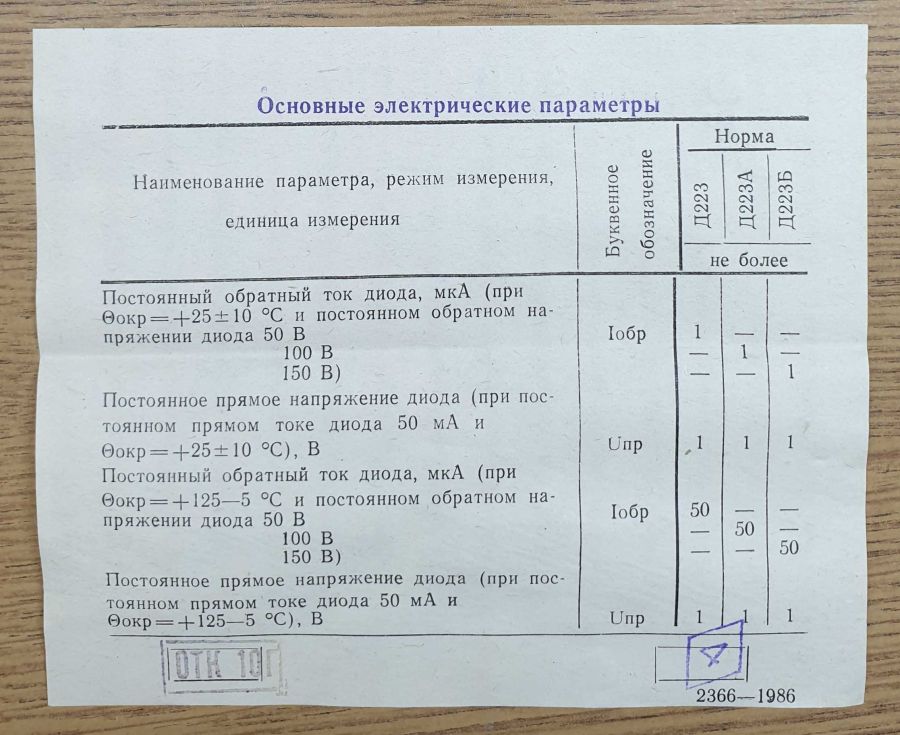 Основные электрические параметры
Наименование параметра, режим измерения,
единица измерения
Буквенное
обозначение
Норма
Д223
Д223А
Д223Б
не более
Постоянный обратный ток диода, мкА (при
Θокр=+25±10 °С и постоянном обратном на-
пряжении диода 50 В Iобр 1 — —
100 В — 1 —
150 В) — — 1
Постоянное прямое напряжение диода (при пос-
тоянном прямом токе диода 50 мА и
Θокр=+25±10 °С), В Uпр 1 1 1
Постоянный обратный ток диода, мкА (при
Θокр=+125—5 °С и постоянном обратном на-
пряжении диода 50 В Iобр 50 — —
100 В — 50 —
150 В) — — 50
Постоянное прямое напряжение диода (при пос-
тоянном прямом токе диода 50 мА и
Θокр=+125—5 °С), В Uпр 1 1 1
ОТК 10Г
2366—1986